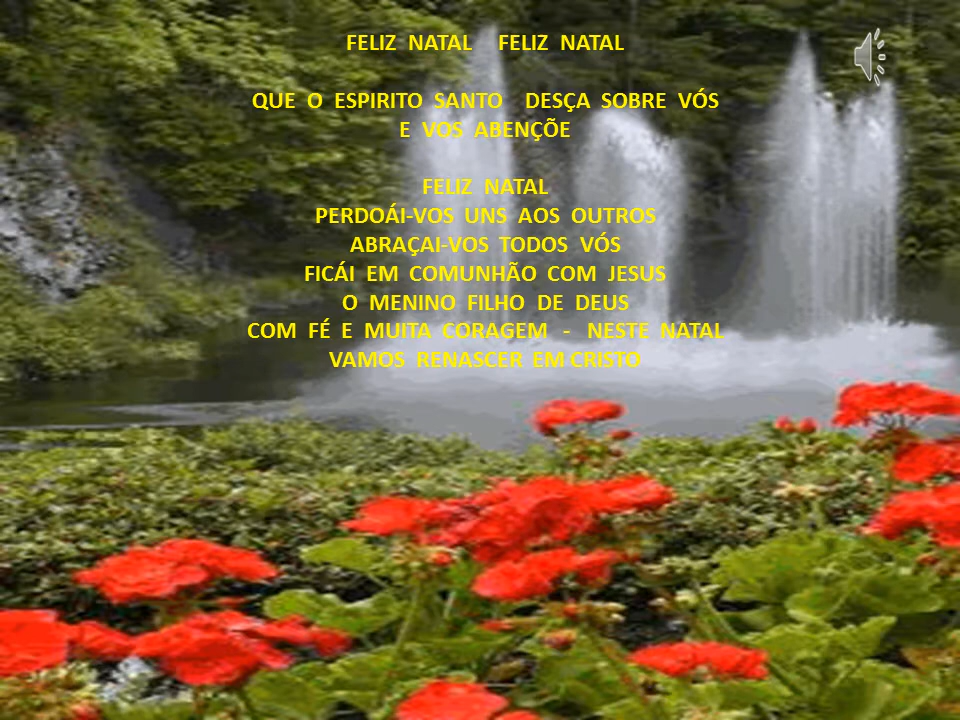 FELIZ NATAL FELIZ NATAL
QUE O ESPIRITO SANTO DESÇA SOBRE VÓS
E VOS ABENÇÕE
FELIZ NATAL
PERDOÁI-VOS UNS AOS OUTROS
ABRAÇAI-VOS TODOS VÓS
FICÁI EM COMUNHÃO COM JESUS
O MENINO FILHO DE DEUS
COM FÉ E MUITA CORAGEM - NESTE NATAL
VAMOS RENASCER EM CRISTO